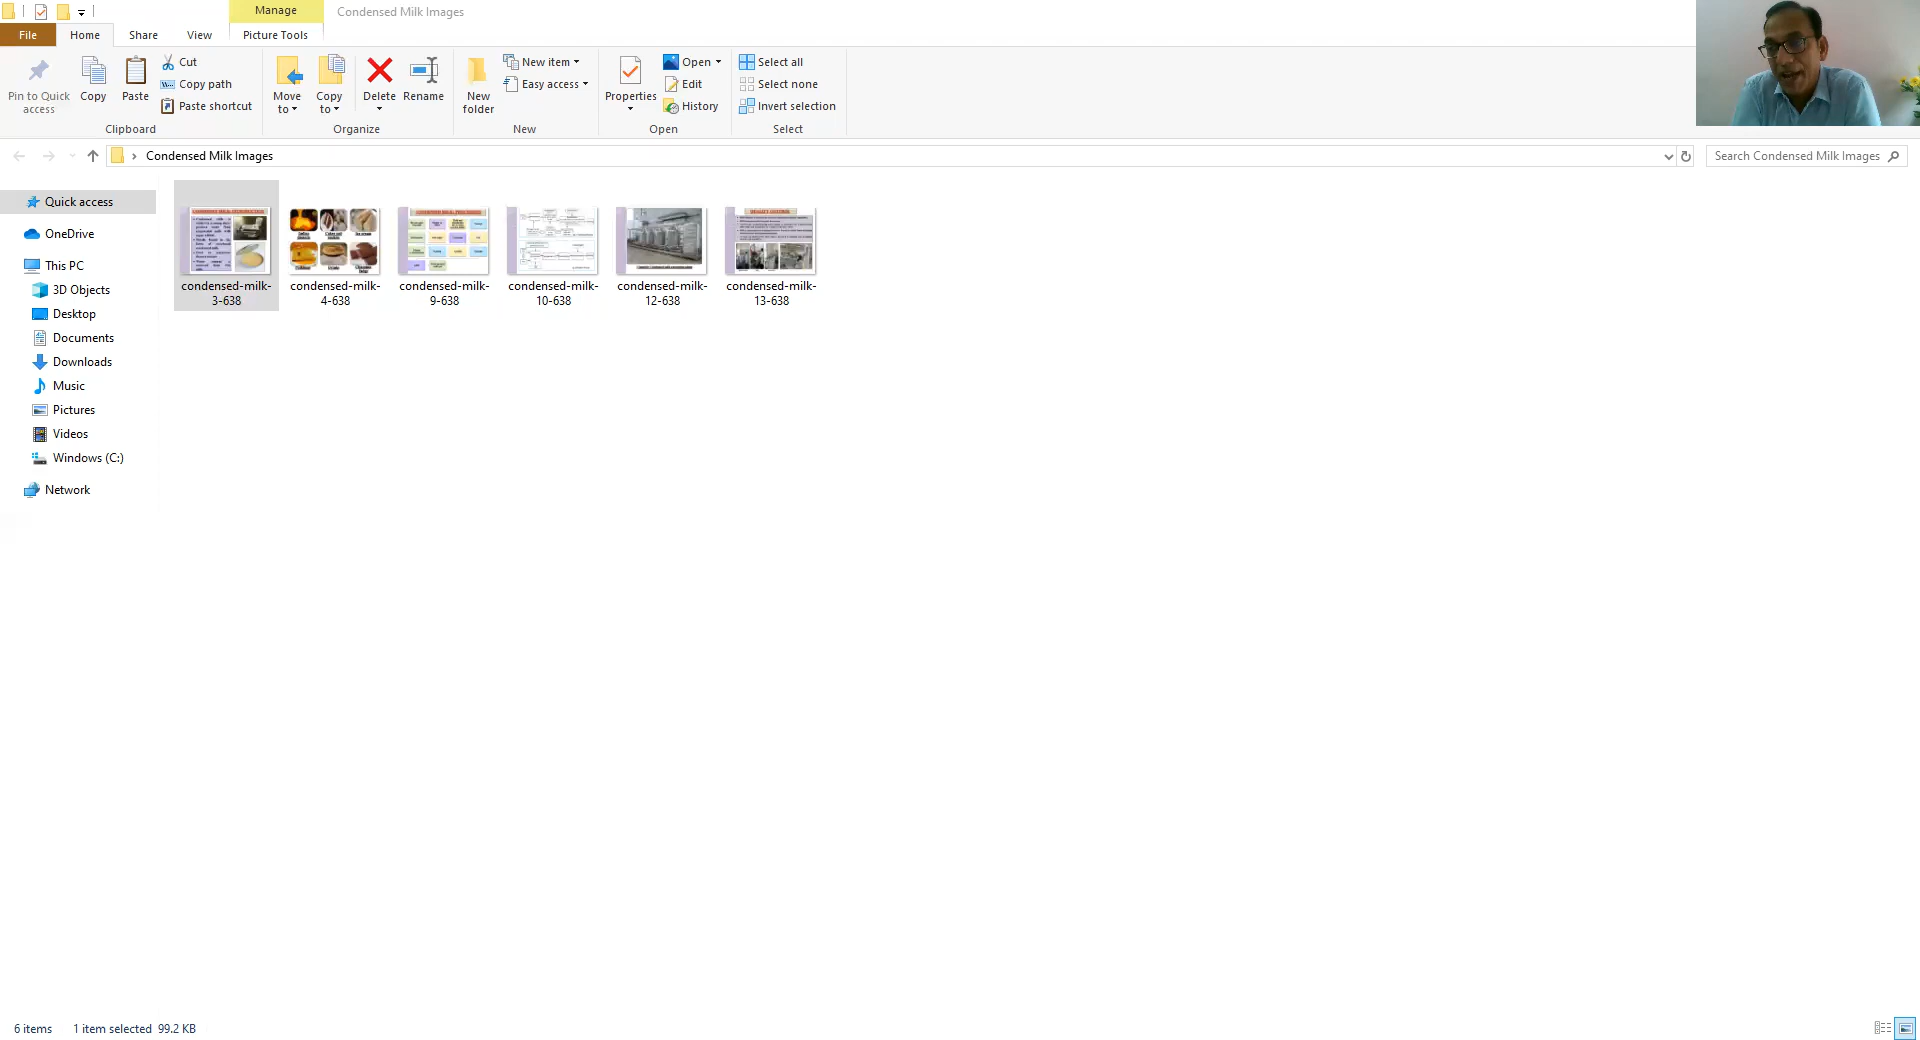 Manage
Condensed Milk Images
File
Home
Share
View
Picture Tools
Pin to Quick access
Copy
Paste
Cut
Copy path
Paste shortcut
Clipboard
Move to
Copy to
Delete
Rename
Organize
New folder
New item
Easy access
New
Properties
Open
Edit
History
Open
Select all
Select none
Invert selection
Select
Condensed Milk Images
Search Condensed Milk Images
Quick access
OneDrive
This PC
3D Objects
Desktop
Documents
Downloads
Music
Pictures
Videos
Windows (C:)
Network
condensed-milk-3-638
condensed-milk-4-638
condensed-milk-9-638
condensed-milk-10-638
condensed-milk-12-638
condensed-milk-13-638
6 items
1 item selected 99.2 KB